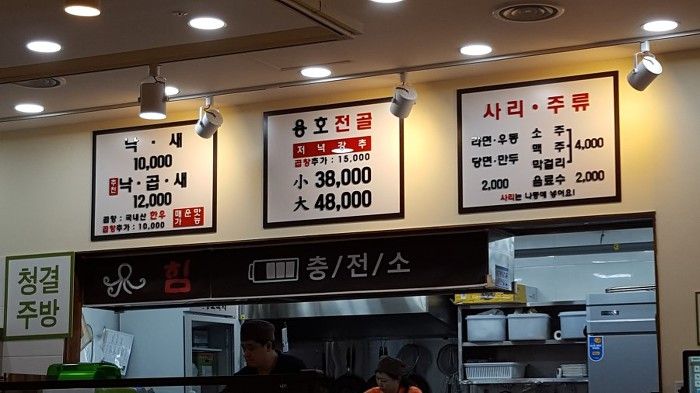 낙 · 새
10,000
추천 낙 · 곱 · 새
12,000
곱창 : 국내산 한우
곱창추가 : 10,000
매운맛
가능
용호전골
저녁강추
곱창추가 : 15,000
小 38,000
大 48,000
사리 · 주류
라면 · 우동
당면 · 만두
2,000
소 주
맥 주
막걸리
4,000
음료수 2,000
사리는 나중에 넣어요!
청결
주방
힘
충/전/소